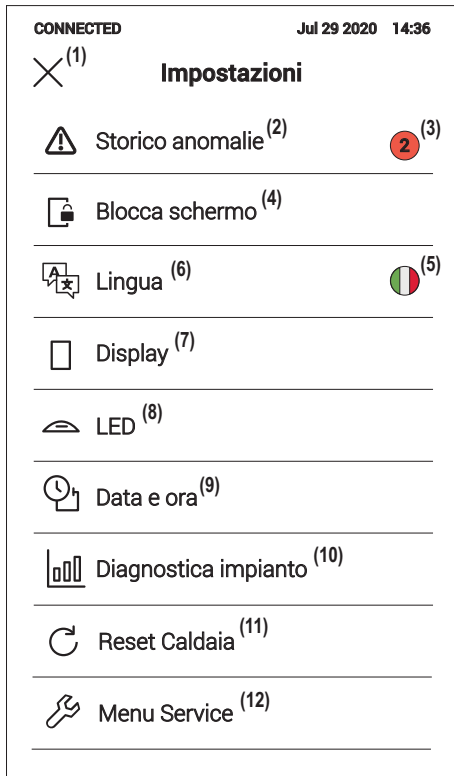 CONNECTED Jul 29 2020 14:36
(1)
Impostazioni
Storico anomalie (2) 2 (3)
Blocca schermo (4)
Lingua (6) (5)
Display (7)
LED (8)
Data e ora (9)
Diagnostica impianto (10)
Reset Caldaia (11)
Menu Service (12)